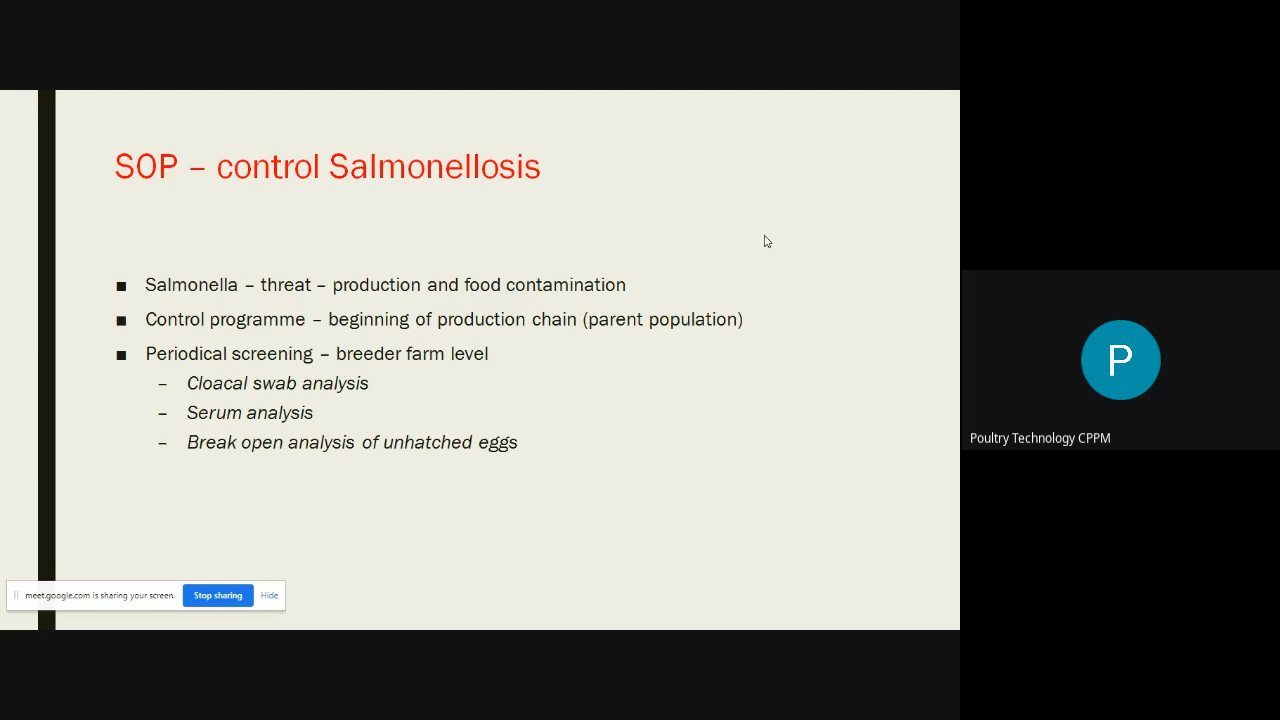 SOP – control Salmonellosis
■ Salmonella – threat – production and food contamination
■ Control programme – beginning of production chain (parent population)
■ Periodical screening – breeder farm level
– Cloacal swab analysis
– Serum analysis
– Break open analysis of unhatched eggs
meet.google.com is sharing your screen. Stop sharing Hide
P
Poultry Technology CPPM